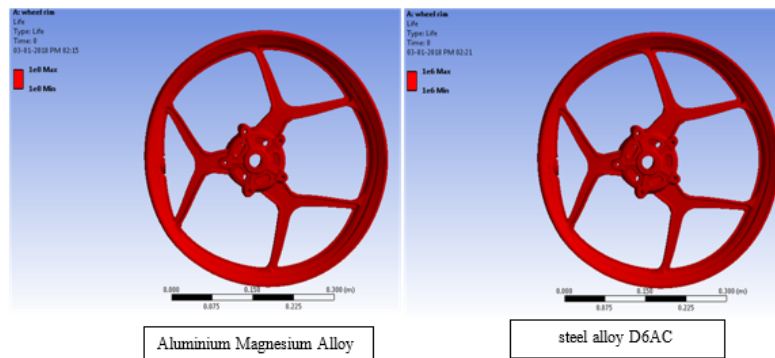 A: wheel rim
Life
Type: Life
Time: 0
03-01-2018 PM 02:15
1e8 Max
1e8 Min
0.000
0.150
0.300 (m)
0.075
0.225
Aluminium Magnesium Alloy
A: wheel rim
Life
Type: Life
Time: 0
03-01-2018 PM 02:21
1e6 Max
1e6 Min
0.000
0.150
0.300 (m)
0.075
0.225
steel alloy D6AC